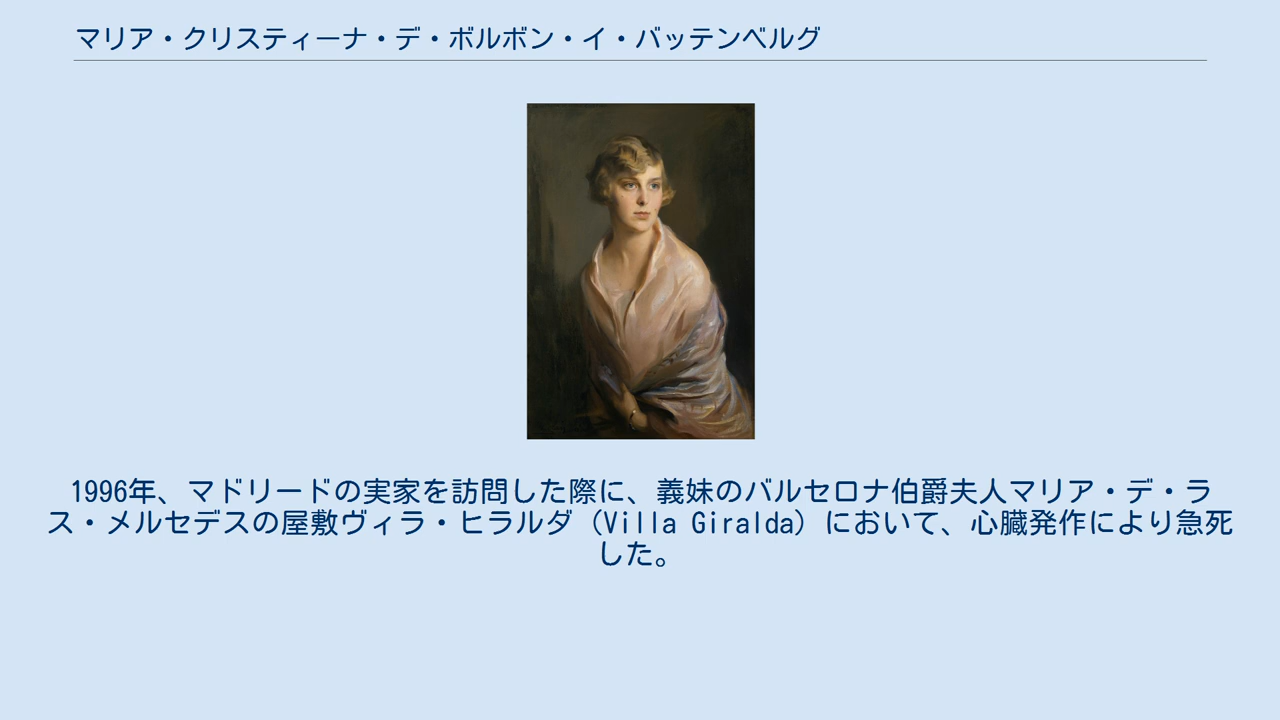 マリア・クリスティーナ・デ・ボルボン・イ・バッテンベルグ
1996年、マドリードの実家を訪問した際に、義妹のバルセロナ伯爵夫人マリア・デ・ラ
ス・メルセデスの屋敷ヴィラ・ヒラルダ（Villa Giralda）において、心臓発作により急死
した。